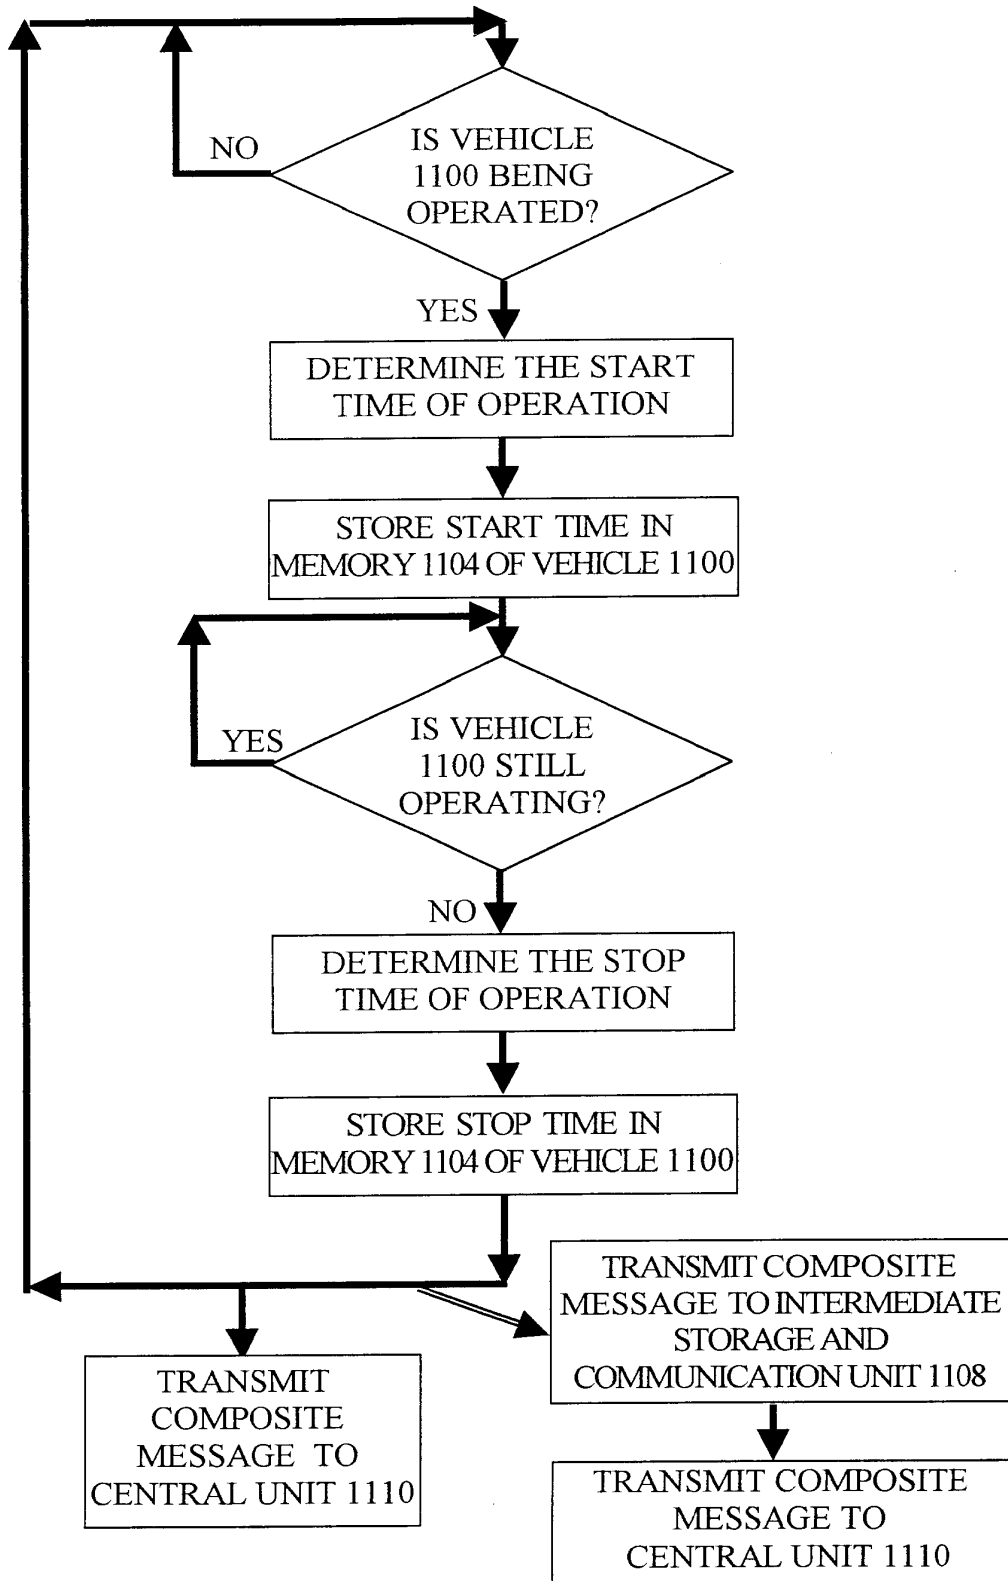 IS VEHICLE
1100 BEING
OPERATED?
NO
YES
DETERMINE THE START
TIME OF OPERATION
STORE START TIME IN
MEMORY 1104 OF VEHICLE 1100
IS VEHICLE
1100 STILL
OPERATING?
YES
NO
DETERMINE THE STOP
TIME OF OPERATION
STORE STOP TIME IN
MEMORY 1104 OF VEHICLE 1100
TRANSMIT COMPOSITE
MESSAGE TO INTERMEDIATE
STORAGE AND
COMMUNICATION UNIT 1108
TRANSMIT
COMPOSITE
MESSAGE TO
CENTRAL UNIT 1110
TRANSMIT COMPOSITE
MESSAGE TO
CENTRAL UNIT 1110